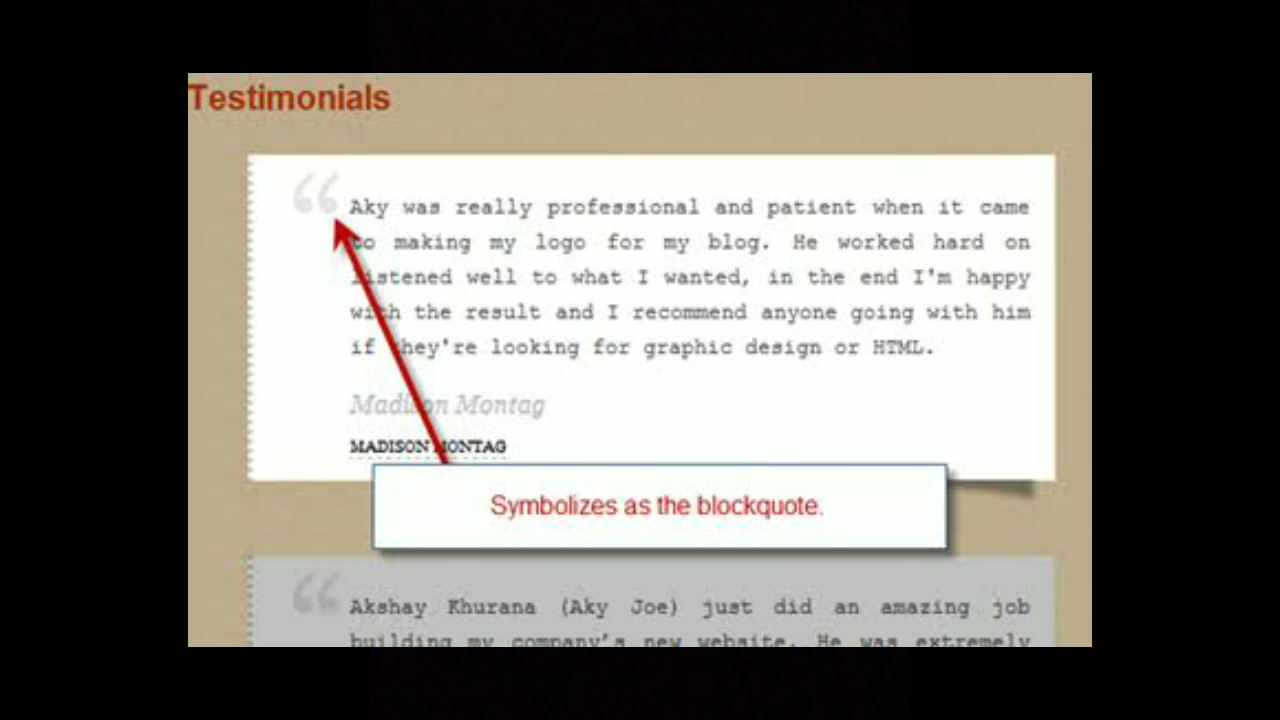 Testimonials
“
Aky was really professional and patient when it came
to making my logo for my blog. He worked hard on
listened well to what I wanted, in the end I'm happy
with the result and I recommend anyone going with him
if they're looking for graphic design or HTML.
Madison Montag
MADISON MONTAG
Symbolizes as the blockquote.
“
Akshay Khurana (Aky Joe) just did an amazing job
building my company's new website. He was extremely